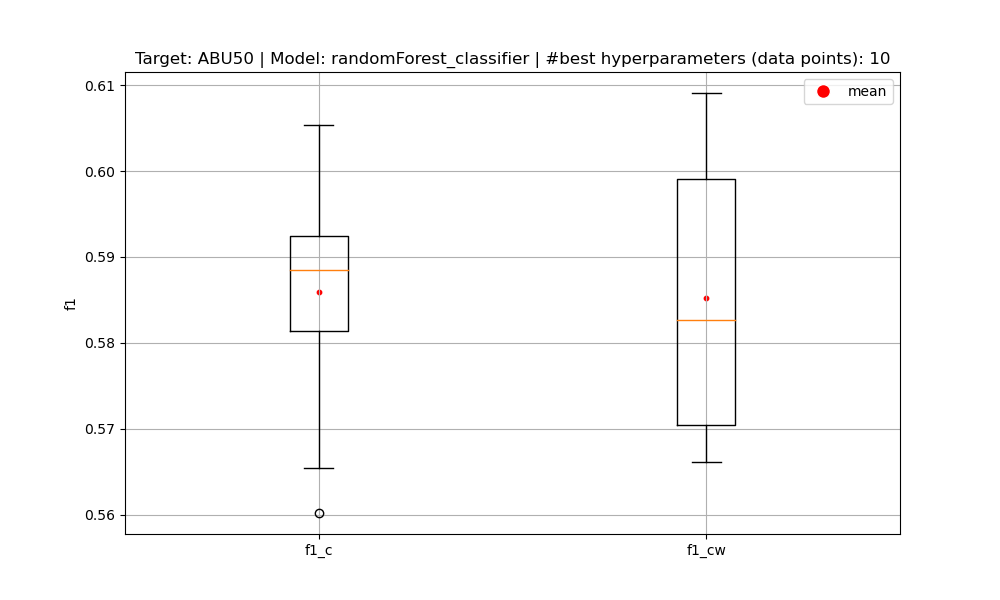 Target: ABU50 | Model: randomForest_classifier | #best hyperparameters (data points): 10
mean
0.61
0.60
0.59
0.58
0.57
0.56
f1
f1_c
f1_cw